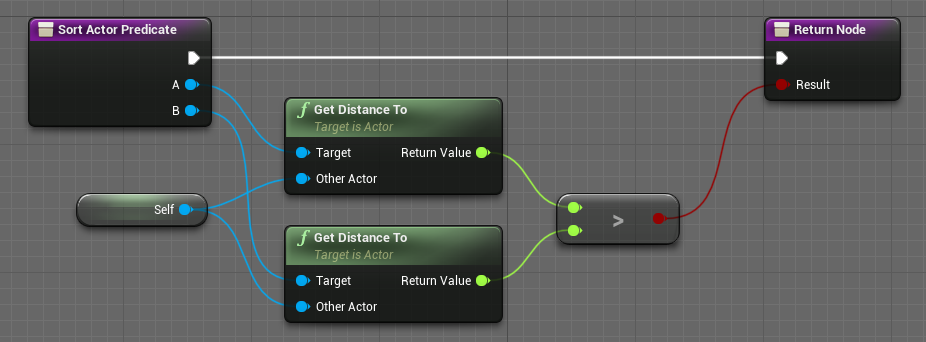 Sort Actor Predicate
A
B
Self
Get Distance To
Target is Actor
Target
Return Value
Other Actor
Get Distance To
Target is Actor
Target
Return Value
Other Actor
>
Return Node
Result